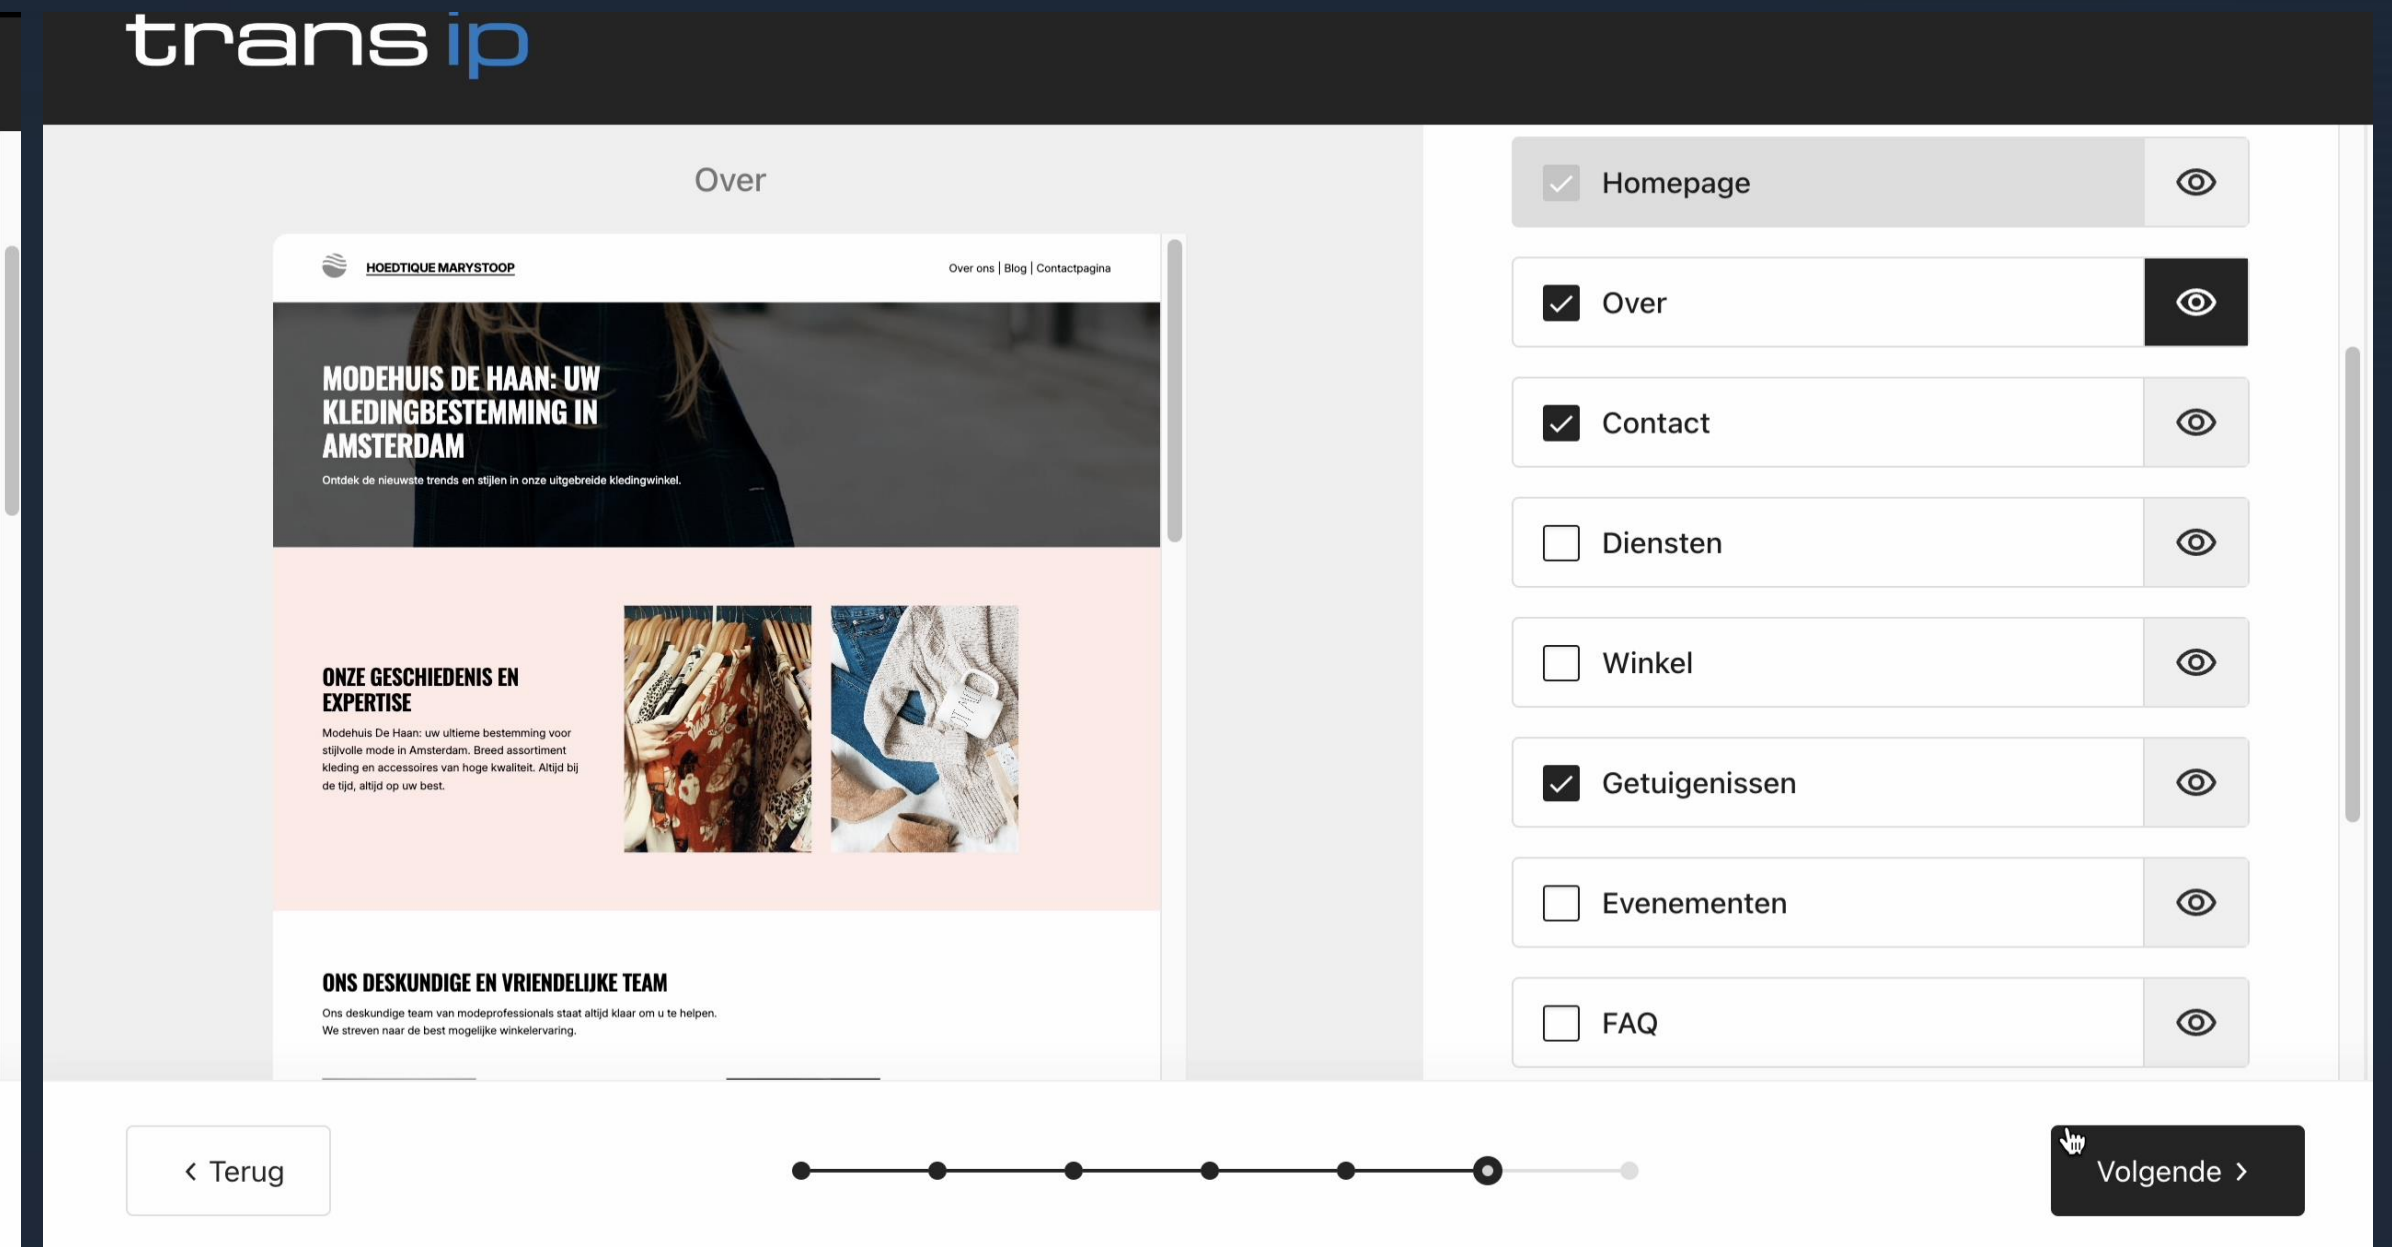 trans ip
Over
HOEDTIQUE MARYSTOOP
Over ons | Blog | Contactpagina
MODEHUIS DE HAAN: UW
KLEDINGBESTEMMING IN
AMSTERDAM
Ontdek de nieuwste trends en stijlen in onze uitgebreide kledingwinkel.
ONZE GESCHIEDENIS EN
EXPERTISE
Modehuis De Haan: uw ultieme bestemming voor
stijlvolle mode in Amsterdam. Breed assortiment
kleding en accessoires van hoge kwaliteit. Altijd bij
de tijd, altijd op uw best.
ONS DESKUNDIGE EN VRIENDELIJKE TEAM
Ons deskundige team van modeprofessionals staat altijd klaar om u te helpen.
We streven naar de best mogelijke winkelervaring.
Homepage
Over
Contact
Diensten
Winkel
Getuigenissen
Evenementen
FAQ
Terug
Volgende